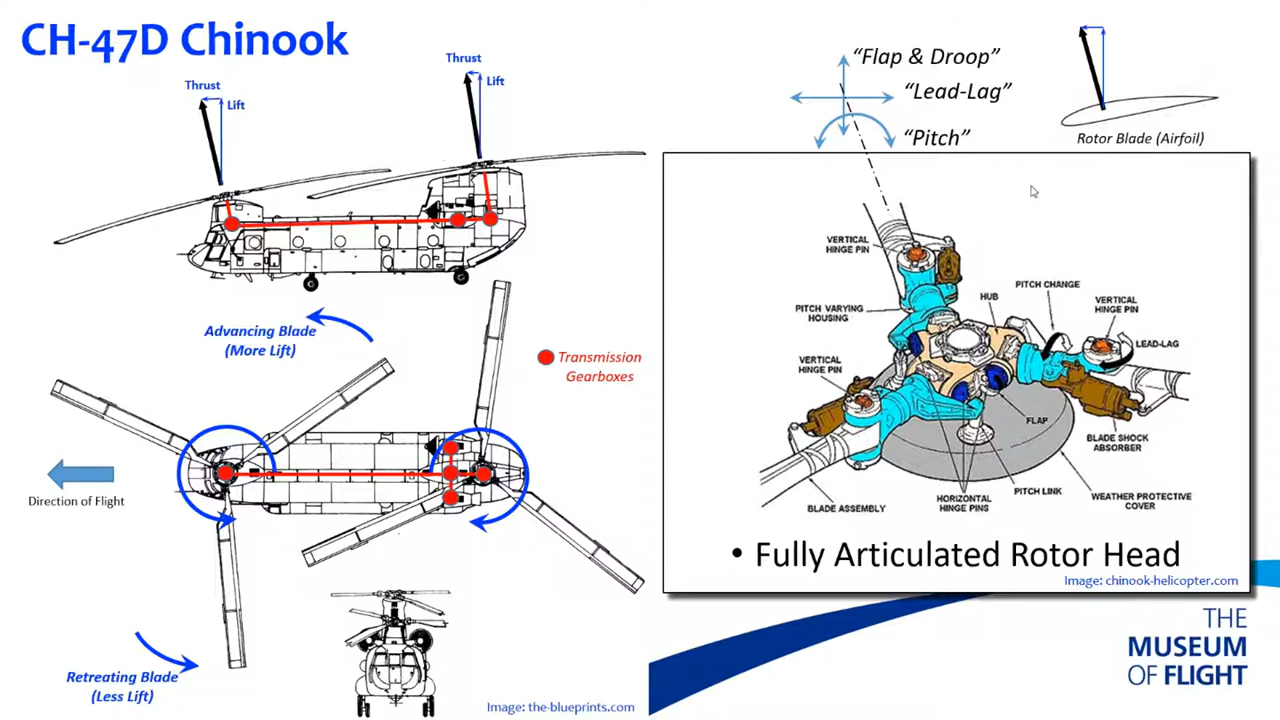 CH-47D Chinook
Thrust
Lift
Thrust
Lift
Advancing Blade
(More Lift)
Transmission
Gearboxes
Direction of Flight
Retreating Blade
(Less Lift)
Image: the-blueprints.com
“Flap & Droop”
“Lead-Lag”
“Pitch”
Rotor Blade (Airfoil)
VERTICAL
HINGE PIN
PITCH CHANGE
HUB
VERTICAL
HINGE PIN
PITCH VARYING
HOUSING
LEAD-LAG
VERTICAL
HINGE PIN
FLAP
BLADE SHOCK
ABSORBER
PITCH LINK
WEATHER PROTECTIVE
COVER
HORIZONTAL
HINGE PINS
BLADE ASSEMBLY
• Fully Articulated Rotor Head
Image: chinook-helicopter.com
THE
MUSEUM
OF FLIGHT